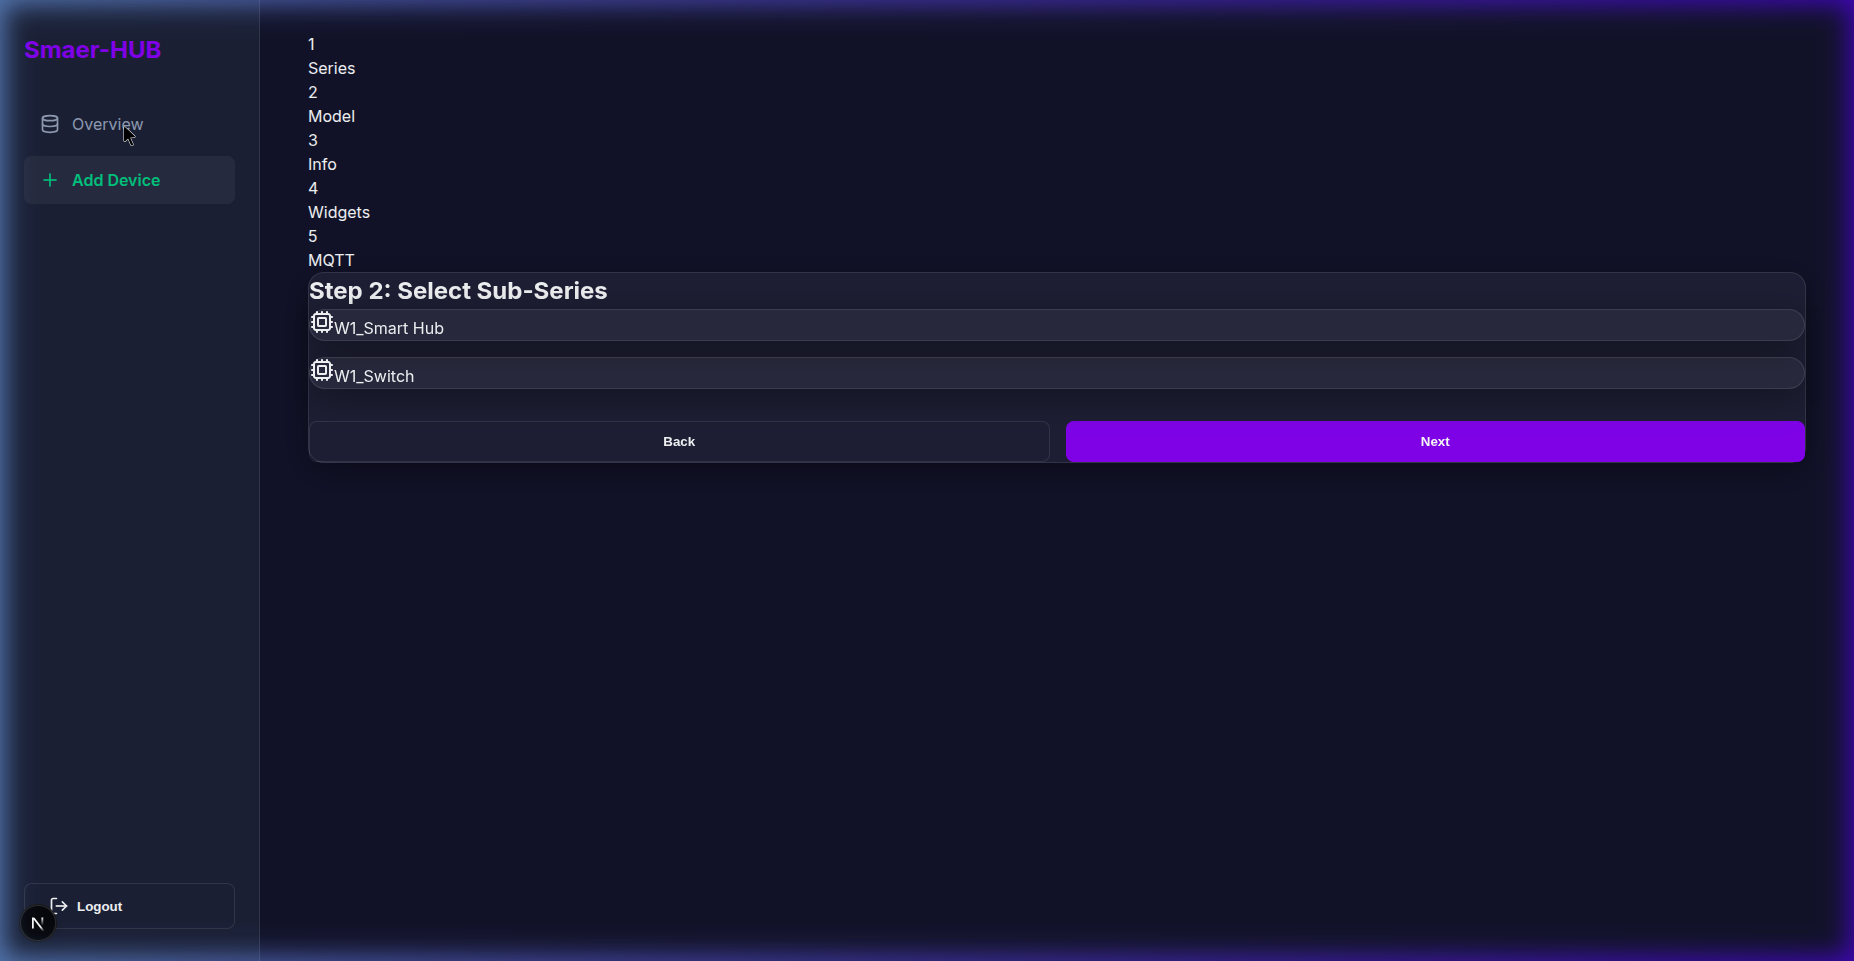 Smaer-HUB
Overview
Add Device
1
Series
2
Model
3
Info
4
Widgets
5
MQTT
Step 2: Select Sub-Series
W1_Smart Hub
W1_Switch
Back
Next
Logout
N